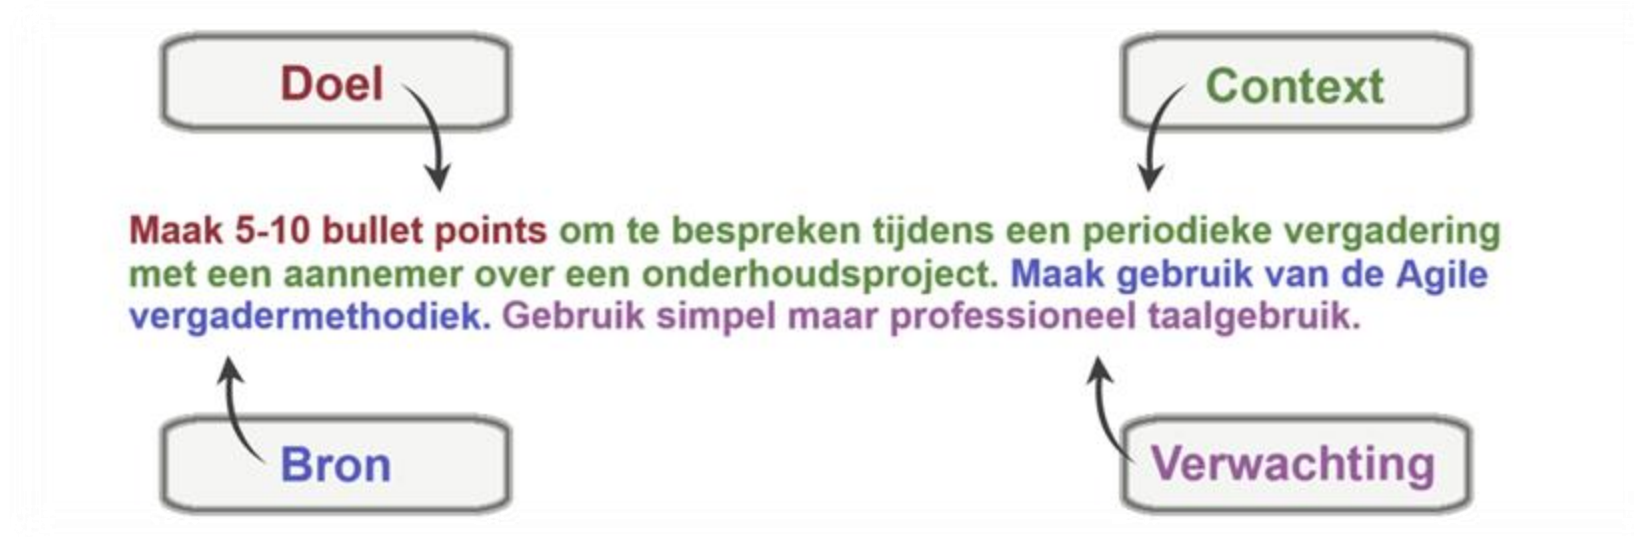 Doel
Context
Maak 5-10 bullet points om te bespreken tijdens een periodieke vergadering
met een aannemer over een onderhoudsproject. Maak gebruik van de Agile
vergadermethodiek. Gebruik simpel maar professioneel taalgebruik.
Bron
Verwachting